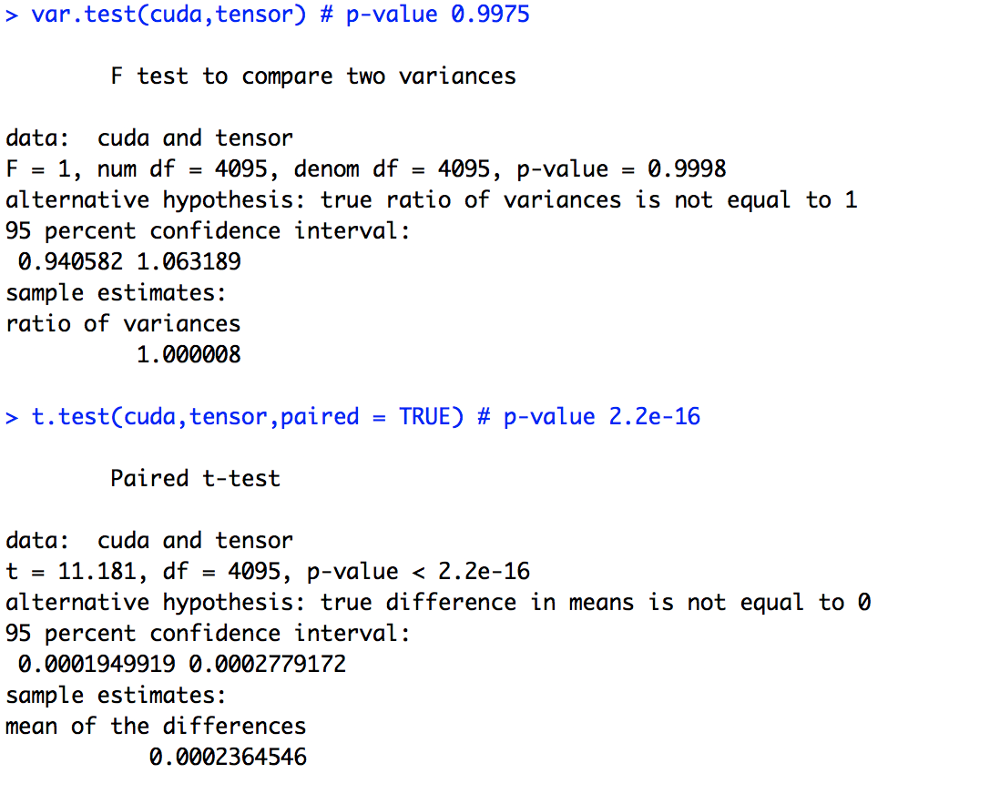 > var.test(cuda,tensor) # p-value 0.9975
F test to compare two variances
data:  cuda and tensor
F = 1, num df = 4095, denom df = 4095, p-value = 0.9998
alternative hypothesis: true ratio of variances is not equal to 1
95 percent confidence interval:
0.940582 1.063189
sample estimates:
ratio of variances
1.000008
> t.test(cuda,tensor,paired = TRUE) # p-value 2.2e-16
Paired t-test
data:  cuda and tensor
t = 11.181, df = 4095, p-value < 2.2e-16
alternative hypothesis: true difference in means is not equal to 0
95 percent confidence interval:
0.0001949919 0.0002779172
sample estimates:
mean of the differences
0.0002364546